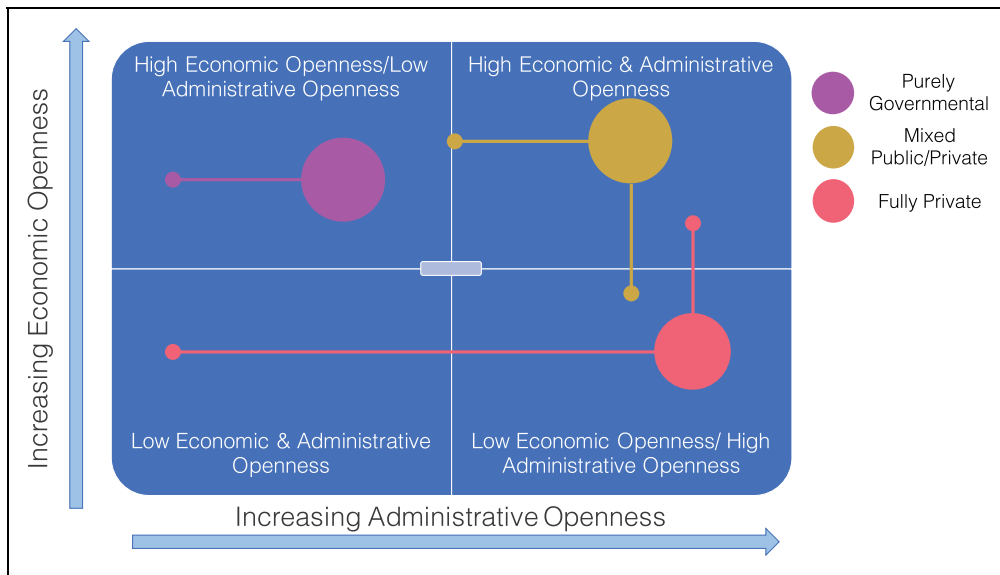 Increasing Economic Openness
High Economic Openness/Low
Administrative Openness
High Economic & Administrative
Openness
Purely
Governmental
Mixed
Public/Private
Fully Private
Low Economic & Administrative
Openness
Low Economic Openness/ High
Administrative Openness
Increasing Administrative Openness